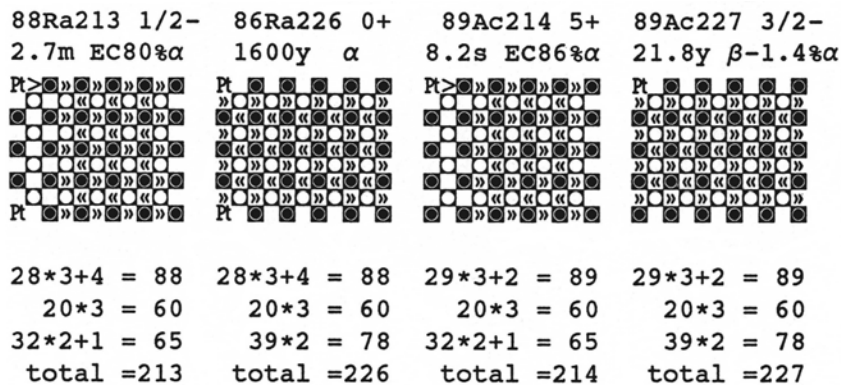 88Ra213 1/2- 86Ra226 0+ 89Ac214 5+ 89Ac227 3/2-
2.7m EC80%α 1600y α 8.2s EC86%α 21.8y β-1.4%α
Pt> Pt Pt> Pt
Pt Pt
28*3+4 = 88 28*3+4 = 88 29*3+2 = 89 29*3+2 = 89
20*3 = 60 20*3 = 60 20*3 = 60 20*3 = 60
32*2+1 = 65 39*2 = 78 32*2+1 = 65 39*2 = 78
total =213 total =226 total =214 total =227